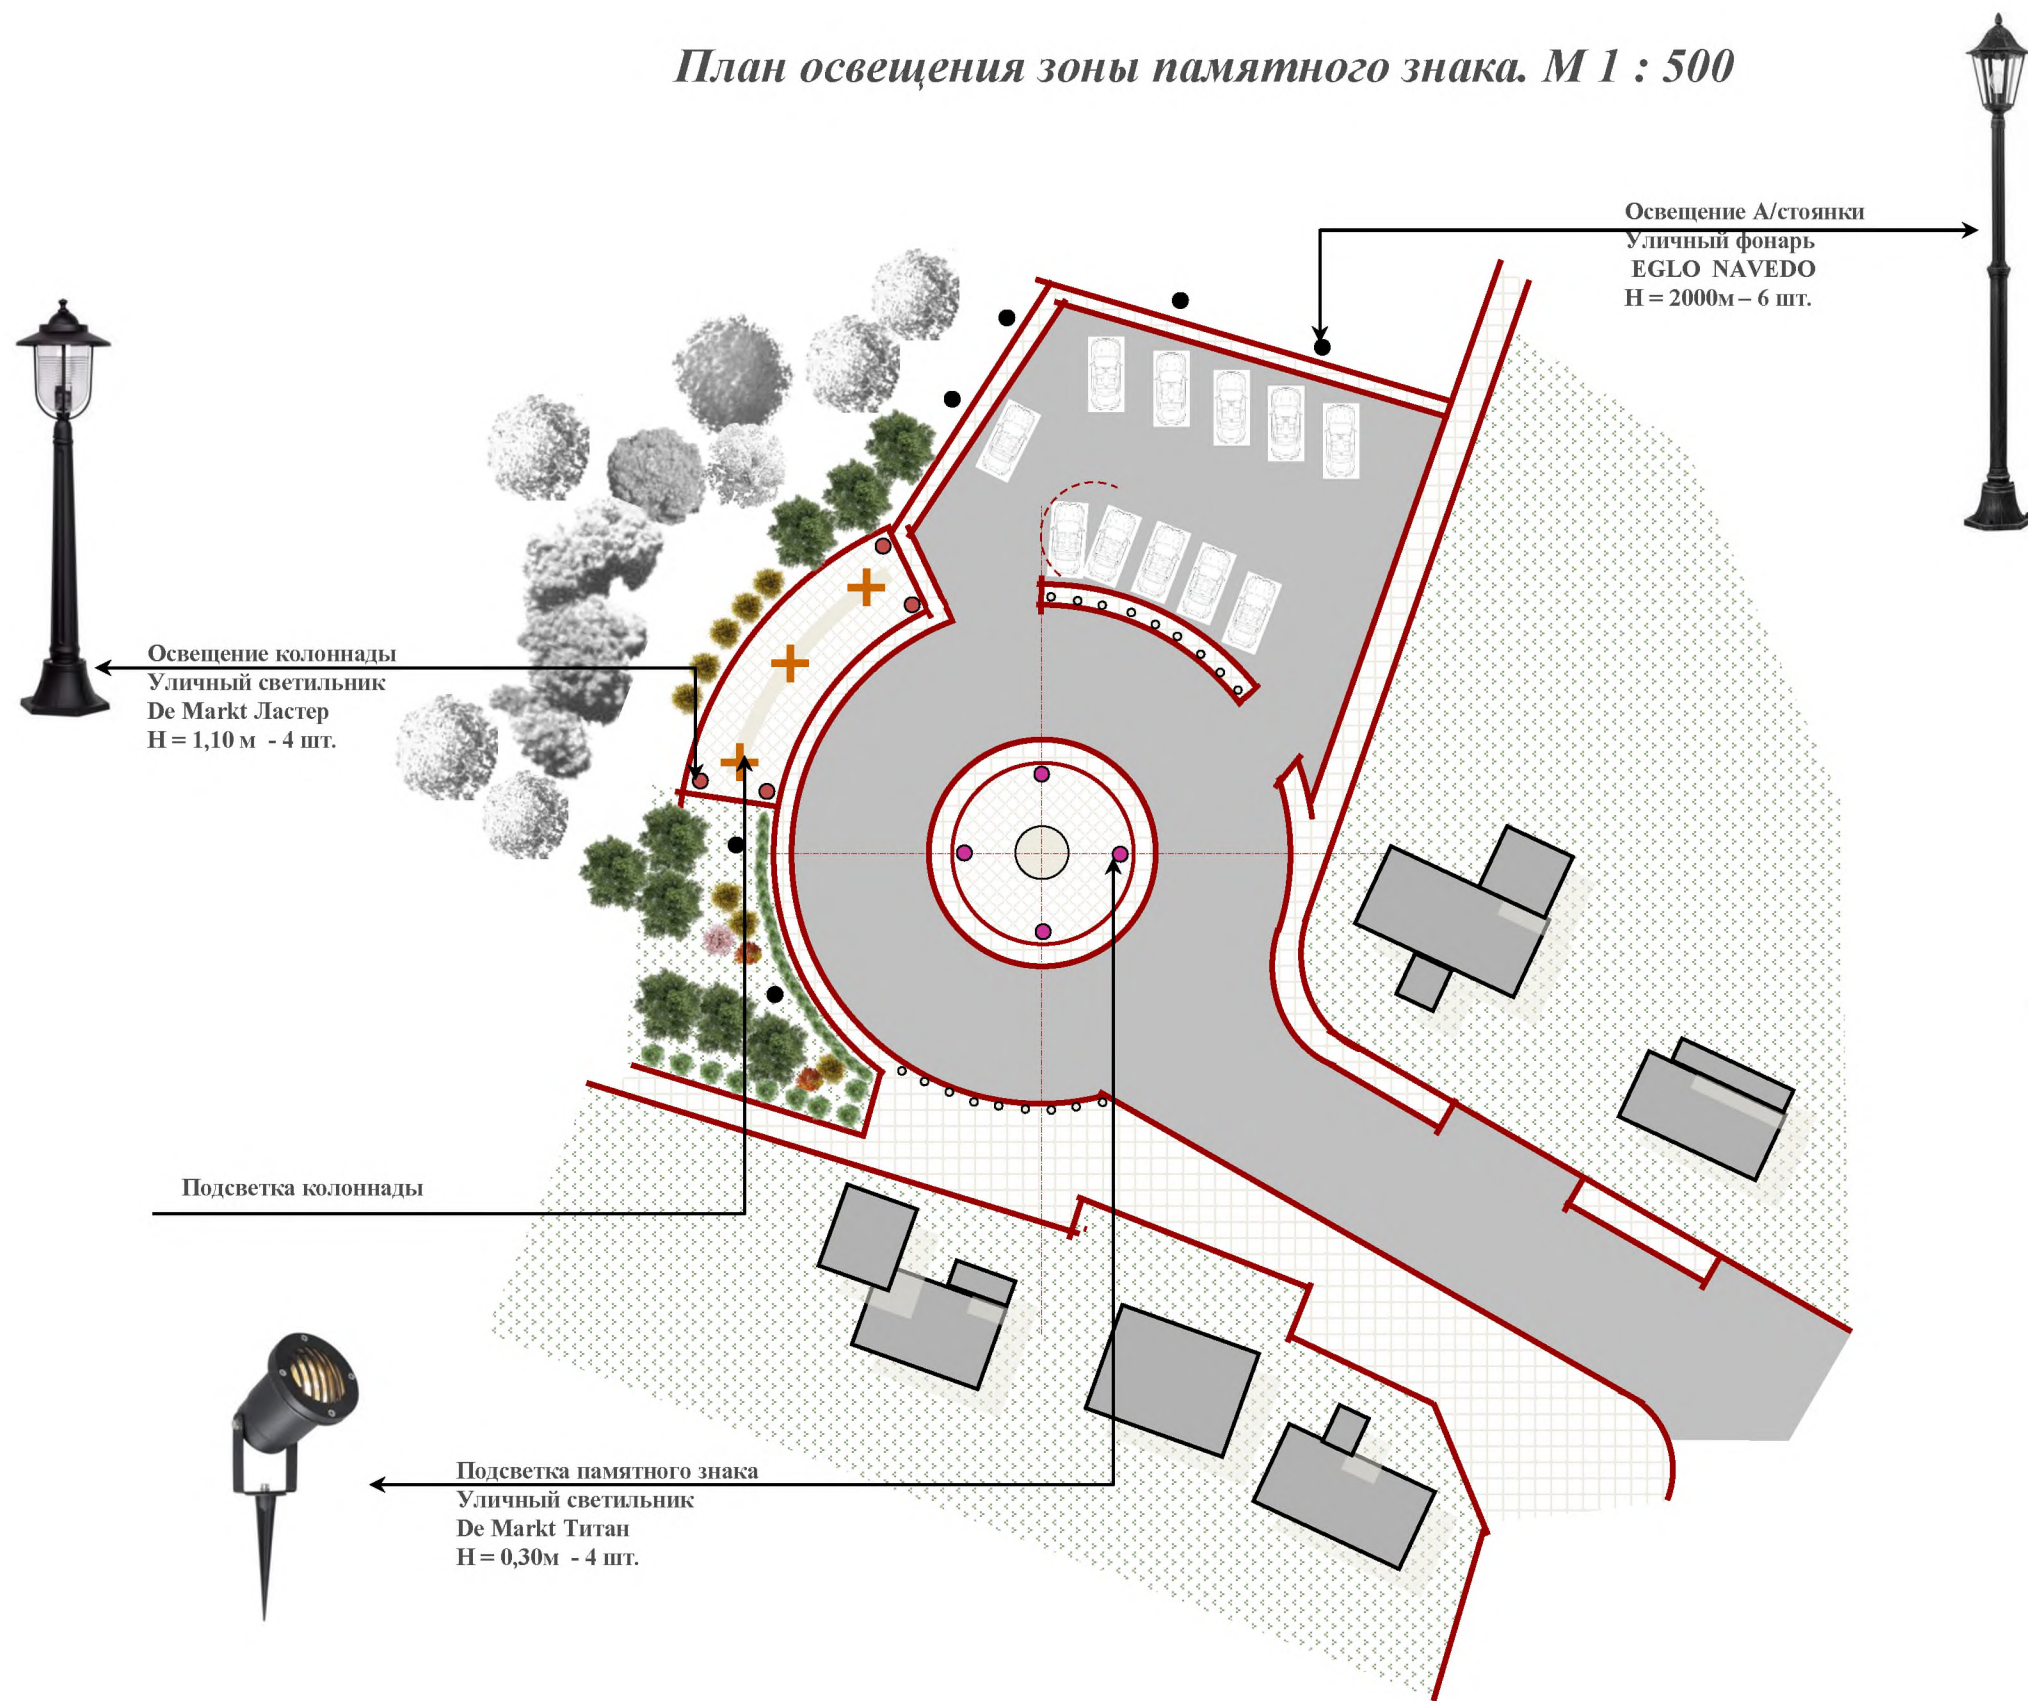 План освещения зоны памятного знака. М 1 : 500
Освещение А/стоянки
Уличный фонарь
EGLO NAVEDO
Н = 2000м – 6 шт.
Освещение колоннады
Уличный светильник
De Markt Ластер
Н = 1,10 м - 4 шт.
Подсветка колоннады
Подсветка памятного знака
Уличный светильник
De Markt Титан
Н = 0,30м - 4 шт.